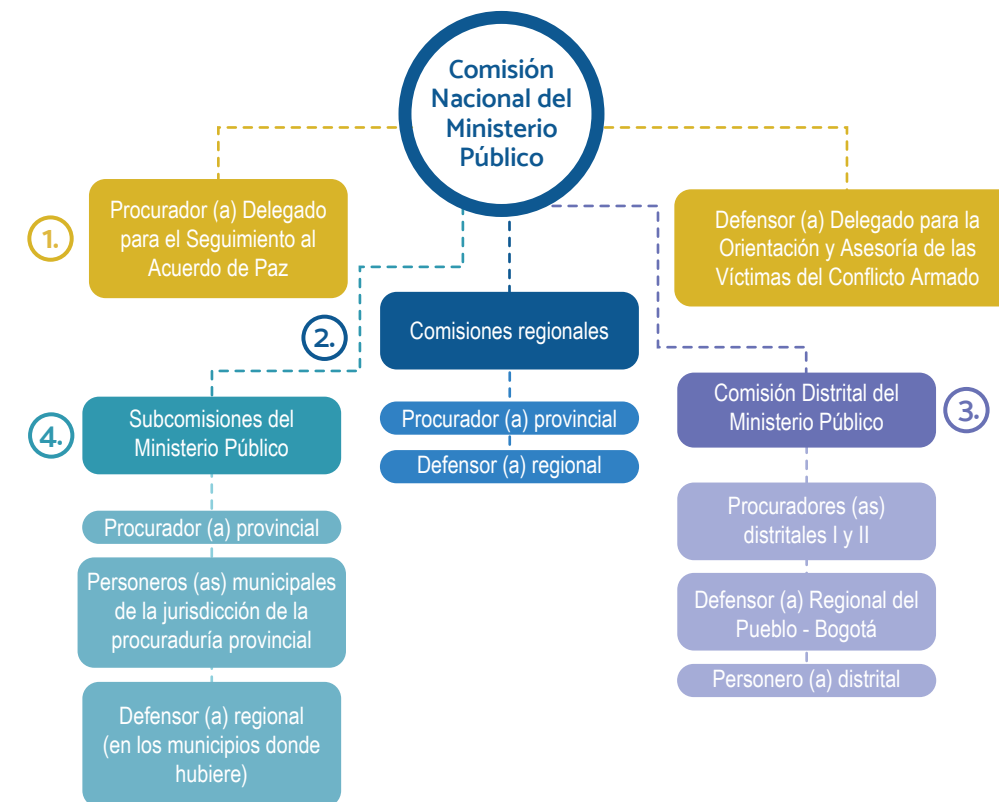 Comisión
Nacional del
Ministerio
Público
1.
Procurador (a) Delegado
para el Seguimiento al
Acuerdo de Paz
Defensor (a) Delegado para la
Orientación y Asesoría de las
Víctimas del Conflicto Armado
2.
Comisiones regionales
Procurador (a) provincial
Defensor (a) regional
3.
Comisión Distrital del
Ministerio Público
Procuradores (as)
distritales I y II
Defensor (a) Regional del
Pueblo - Bogotá
Personero (a) distrital
4.
Subcomisiones del
Ministerio Público
Procurador (a) provincial
Personeros (as) municipales
de la jurisdicción de la
procuraduría provincial
Defensor (a) regional
(en los municipios donde
hubiere)